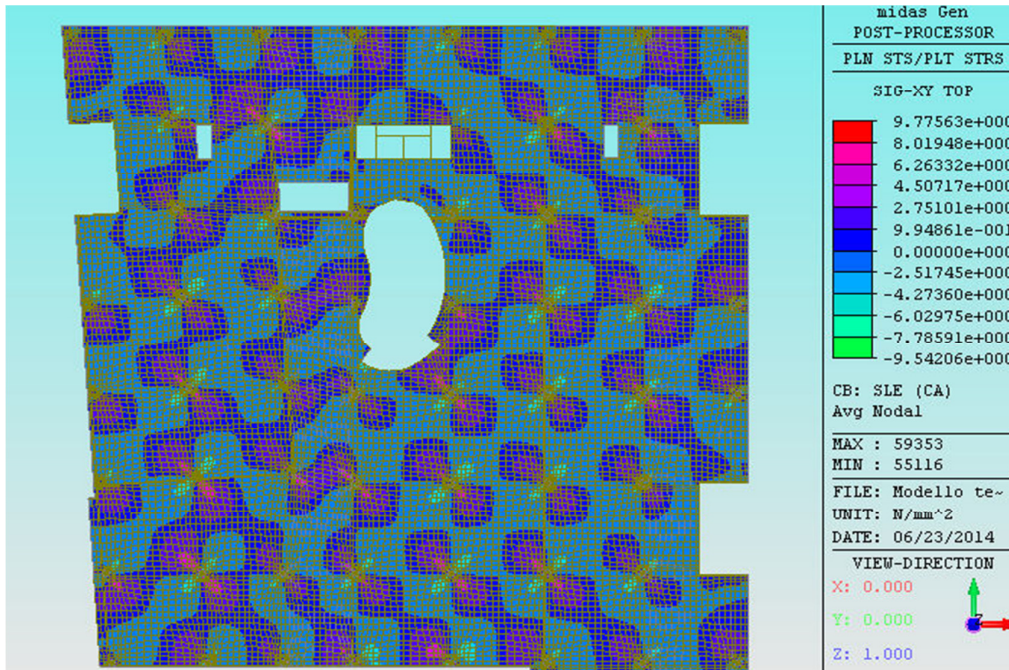 midas Gen
POST-PROCESSOR
PLN STS/PLT STRS
SIG-XY TOP
9.77563e+000
8.01948e+000
6.26332e+000
4.50717e+000
2.75101e+000
9.94861e-001
0.00000e+000
-2.51745e+000
-4.27360e+000
-6.02975e+000
-7.78591e+000
-9.54206e+000
CB: SLE (CA)
Avg Nodal
MAX : 59353
MIN : 55116
FILE: Modello te~
UNIT: N/mm^2
DATE: 06/23/2014
VIEW-DIRECTION
X: 0.000
Y: 0.000
Z: 1.000
Z